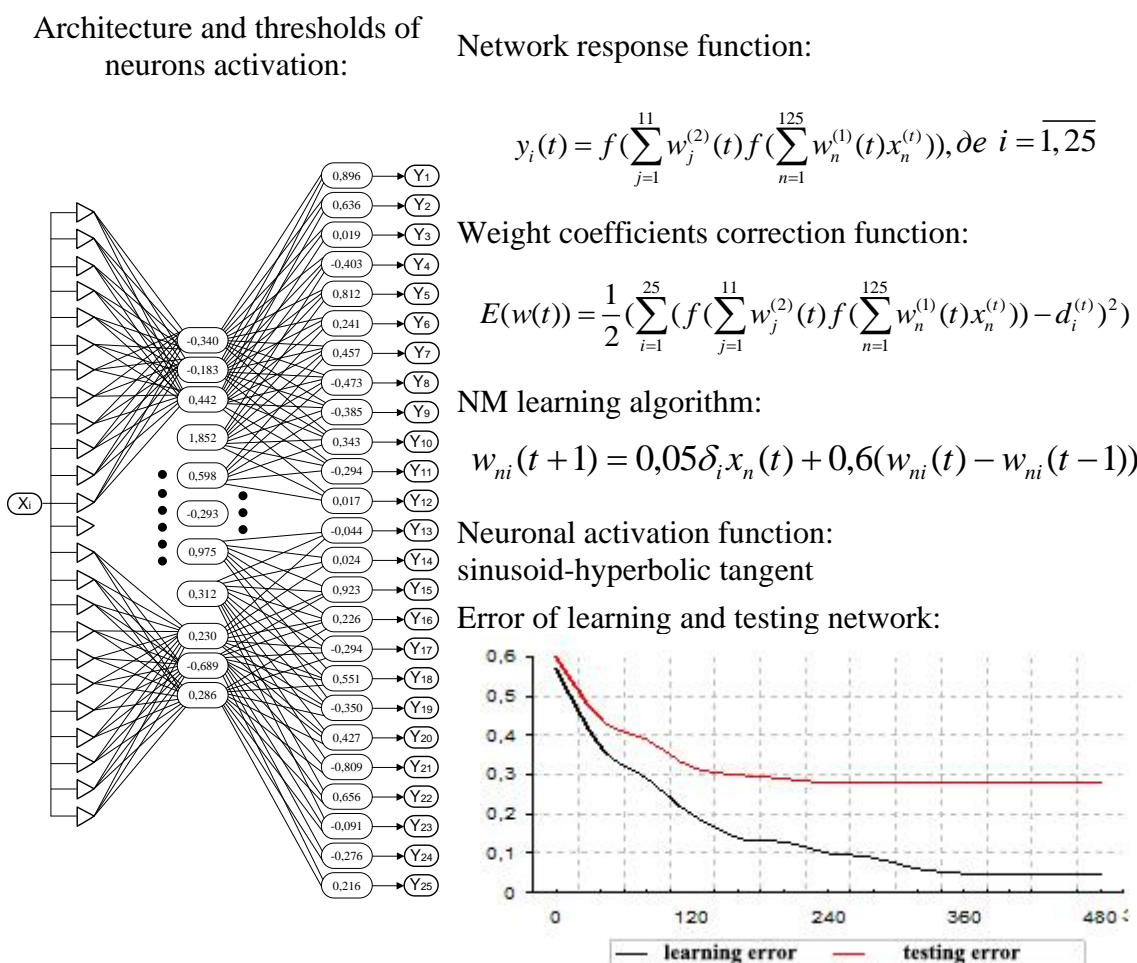 Architecture and thresholds of
neurons activation:
Xi
-0,340
-0,183
0,442
1,852
0,598
-0,293
0,975
0,312
0,230
-0,689
0,286
0,896 Y1
0,636 Y2
0,019 Y3
-0,403 Y4
0,812 Y5
0,241 Y6
0,457 Y7
-0,473 Y8
-0,385 Y9
0,343 Y10
-0,294 Y11
0,017 Y12
-0,044 Y13
0,024 Y14
0,923 Y15
0,226 Y16
-0,294 Y17
0,551 Y18
-0,350 Y19
0,427 Y20
-0,809 Y21
0,656 Y22
-0,091 Y23
-0,276 Y24
0,216 Y25
Network response function:
y_i(t) = f(∑_{j=1}^{11} w_j^{(2)}(t) f(∑_{n=1}^{125} w_n^{(1)}(t) x_n^{(t)})), де i = \overline{1,25}
Weight coefficients correction function:
E(w(t)) = \frac{1}{2}(∑_{i=1}^{25} (f(∑_{j=1}^{11} w_j^{(2)}(t) f(∑_{n=1}^{125} w_n^{(1)}(t) x_n^{(t)})) − d_i^{(t)})^2)
NM learning algorithm:
w_{ni}(t+1) = 0,05δ_i x_n(t) + 0,6(w_{ni}(t) − w_{ni}(t−1))
Neuronal activation function:
sinusoid-hyperbolic tangent
Error of learning and testing network:
0,6
0,5
0,4
0,3
0,2
0,1
0
0 120 240 360 480
learning error testing error